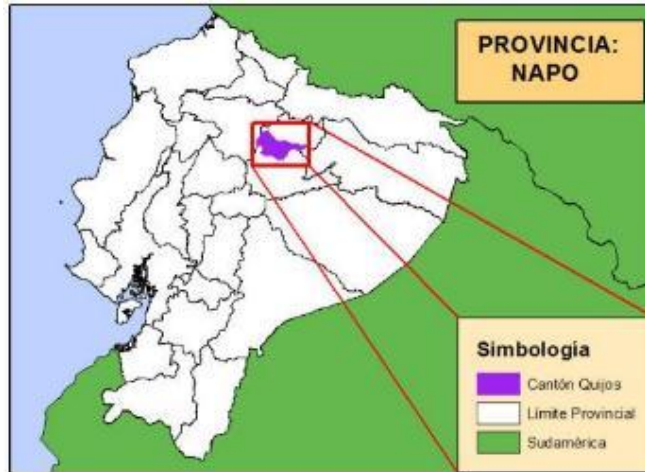 PROVINCIA:
NAPO
Simbología
Cantón Quijos
Límite Provincial
Sudamérica